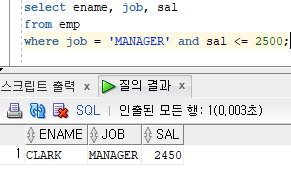 select ename, job, sal
from emp
where job = 'MANAGER' and sal <= 2500;
스크립트 출력 x 질의 결과 x
SQL | 인출된 모든 행: 1(0,003초)
ENAME JOB SAL
1 CLARK MANAGER 2450